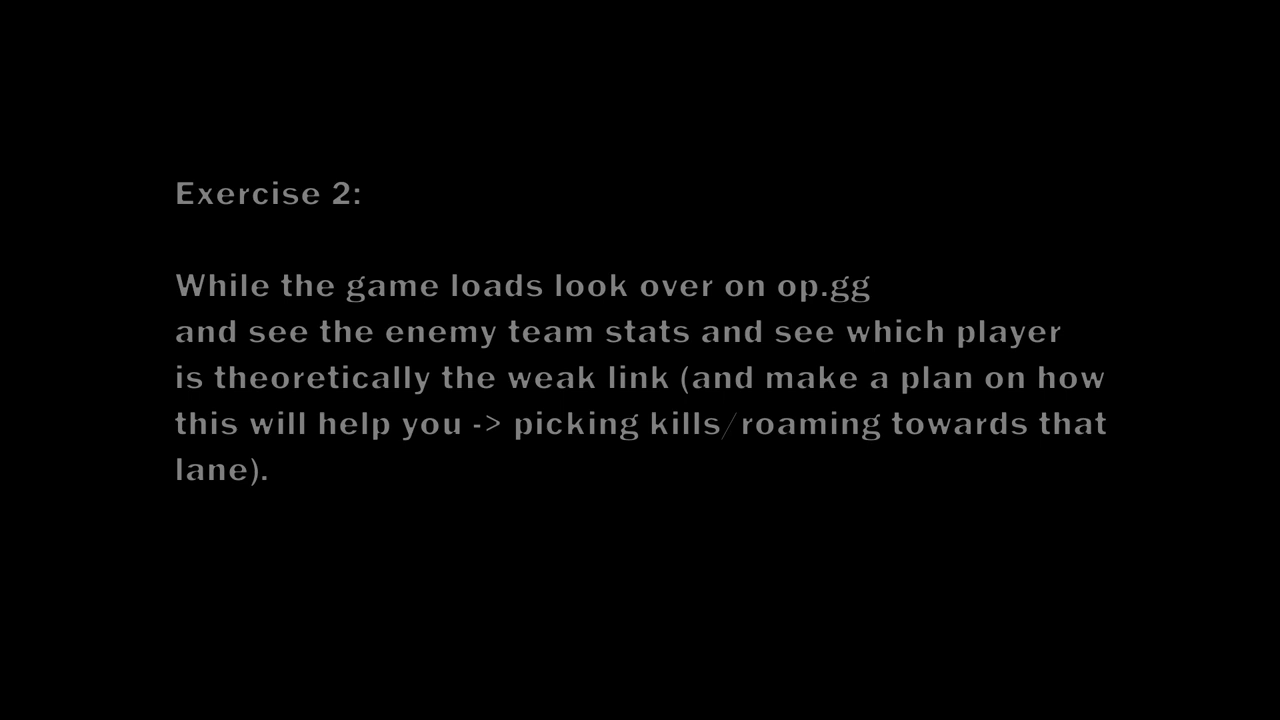 Exercise 2:
While the game loads look over on op.gg
and see the enemy team stats and see which player
is theoretically the weak link (and make a plan on how
this will help you -> picking kills/roaming towards that
lane).